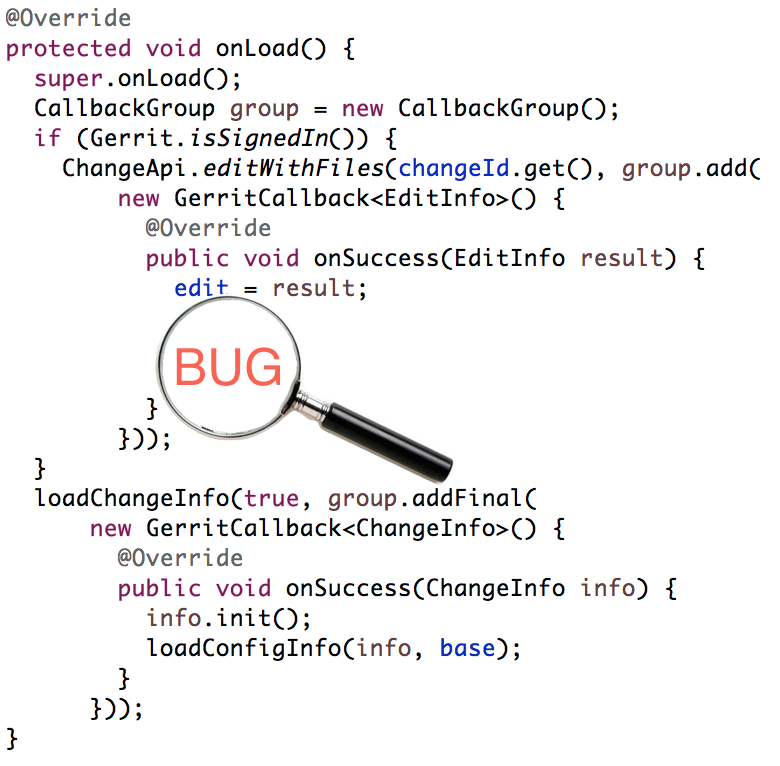 @Override
protected void onLoad() {
  super.onLoad();
  CallbackGroup group = new CallbackGroup();
  if (Gerrit.isSignedIn()) {
    ChangeApi.editWithFiles(changeId.get(), group.add(
        new GerritCallback<EditInfo>() {
          @Override
          public void onSuccess(EditInfo result) {
            edit = result;
            BUG
          }
        }));
  }
  loadChangeInfo(true, group.addFinal(
      new GerritCallback<ChangeInfo>() {
        @Override
        public void onSuccess(ChangeInfo info) {
          info.init();
          loadConfigInfo(info, base);
        }
      }));
}